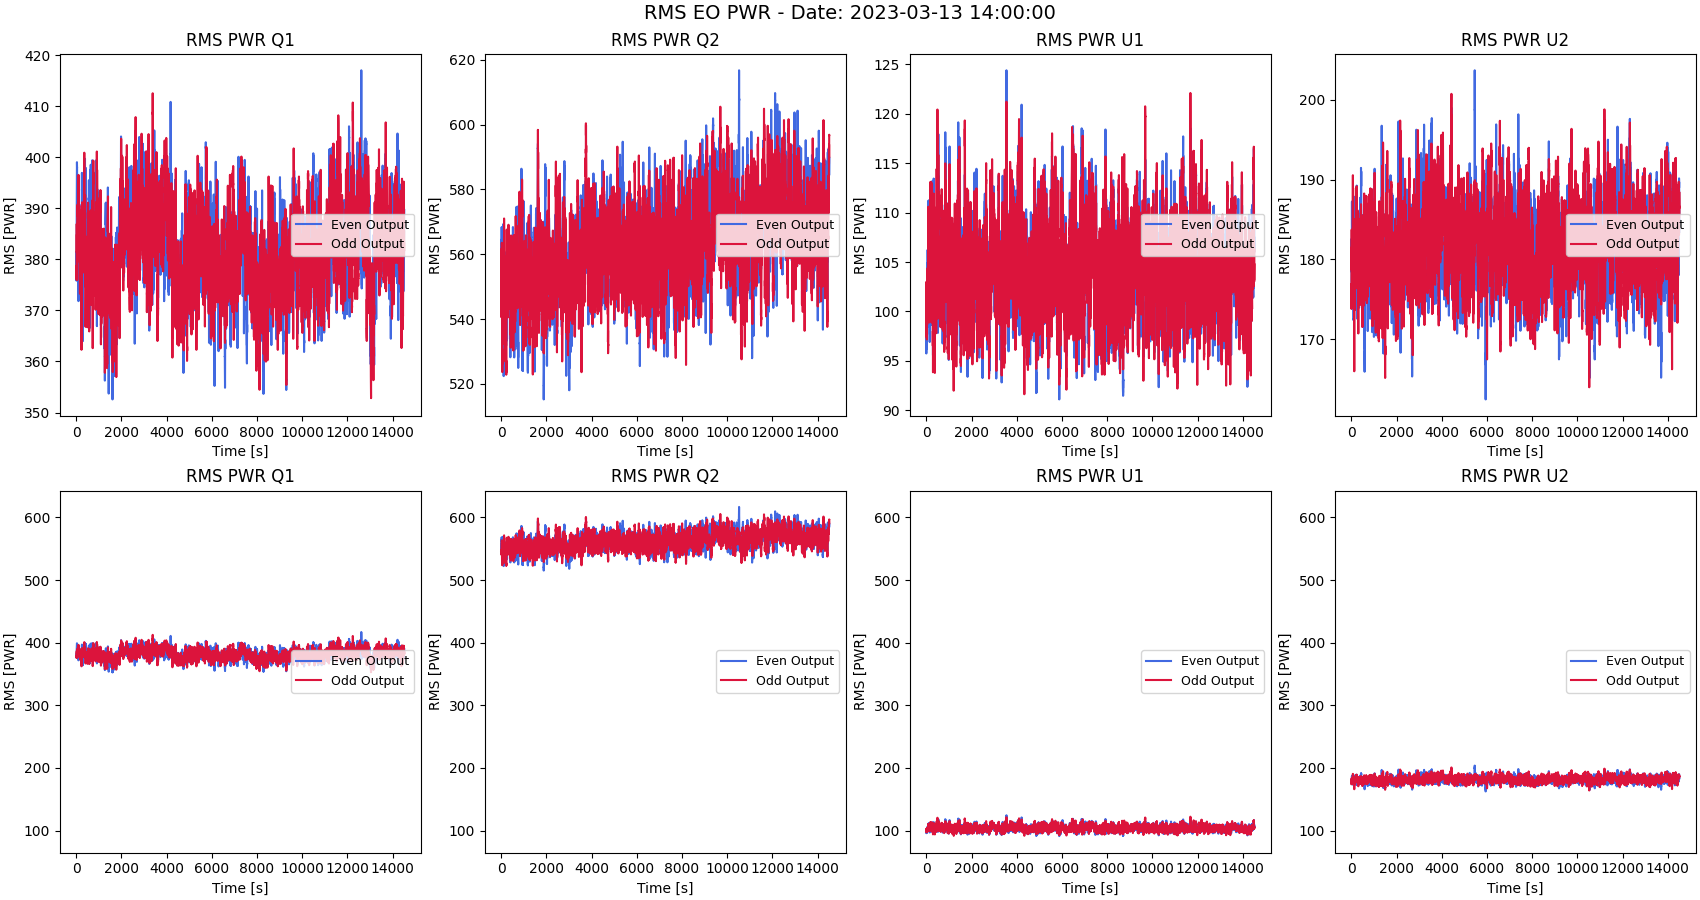 RMS EO PWR - Date: 2023-03-13 14:00:00
RMS PWR Q1
RMS [PWR]
420
410
400
390
380
370
360
350
0 2000 4000 6000 8000 10000 12000 14000
Time [s]
Even Output
Odd Output
RMS PWR Q2
RMS [PWR]
620
600
580
560
540
520
0 2000 4000 6000 8000 10000 12000 14000
Time [s]
Even Output
Odd Output
RMS PWR U1
RMS [PWR]
125
120
115
110
105
100
95
90
0 2000 4000 6000 8000 10000 12000 14000
Time [s]
Even Output
Odd Output
RMS PWR U2
RMS [PWR]
200
190
180
170
0 2000 4000 6000 8000 10000 12000 14000
Time [s]
Even Output
Odd Output
RMS PWR Q1
RMS [PWR]
600
500
400
300
200
100
0 2000 4000 6000 8000 10000 12000 14000
Time [s]
Even Output
Odd Output
RMS PWR Q2
RMS [PWR]
600
500
400
300
200
100
0 2000 4000 6000 8000 10000 12000 14000
Time [s]
Even Output
Odd Output
RMS PWR U1
RMS [PWR]
600
500
400
300
200
100
0 2000 4000 6000 8000 10000 12000 14000
Time [s]
Even Output
Odd Output
RMS PWR U2
RMS [PWR]
600
500
400
300
200
100
0 2000 4000 6000 8000 10000 12000 14000
Time [s]
Even Output
Odd Output